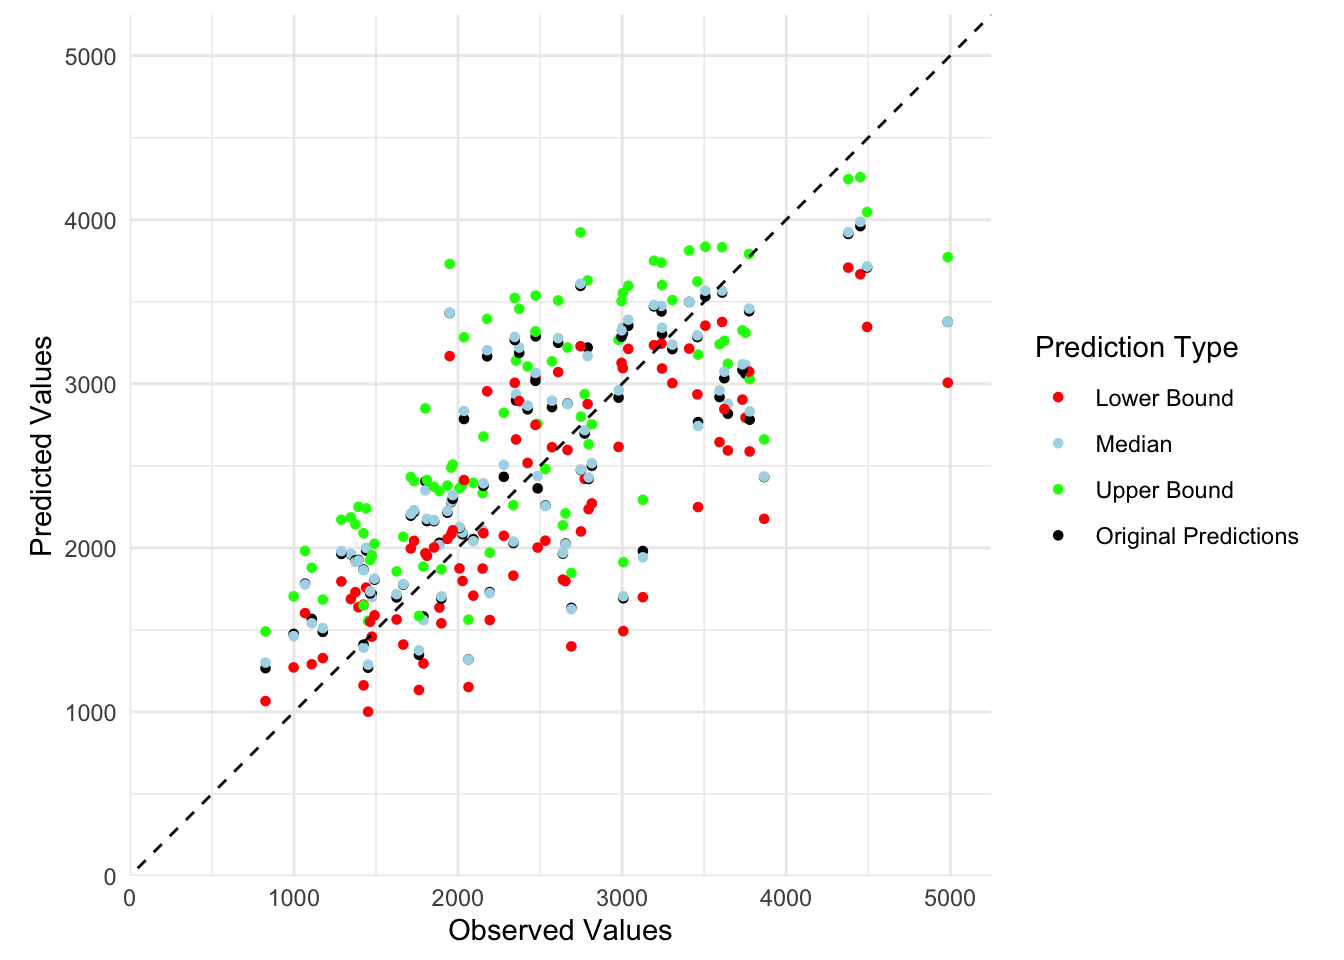 5000
4000
3000
2000
1000
0
0 1000 2000 3000 4000 5000
Observed Values
Predicted Values
Prediction Type
Lower Bound
Median
Upper Bound
Original Predictions